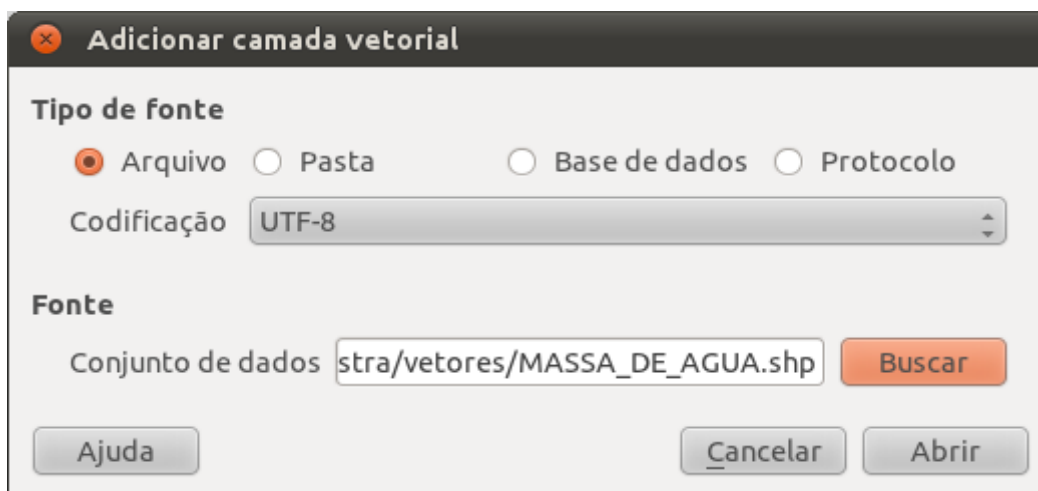 Adicionar camada vetorial
Tipo de fonte
Arquivo Pasta Base de dados Protocolo
Codificação UTF-8
Fonte
Conjunto de dados stra/vetores/MASSA_DE_AGUA.shp Buscar
Ajuda Cancelar Abrir